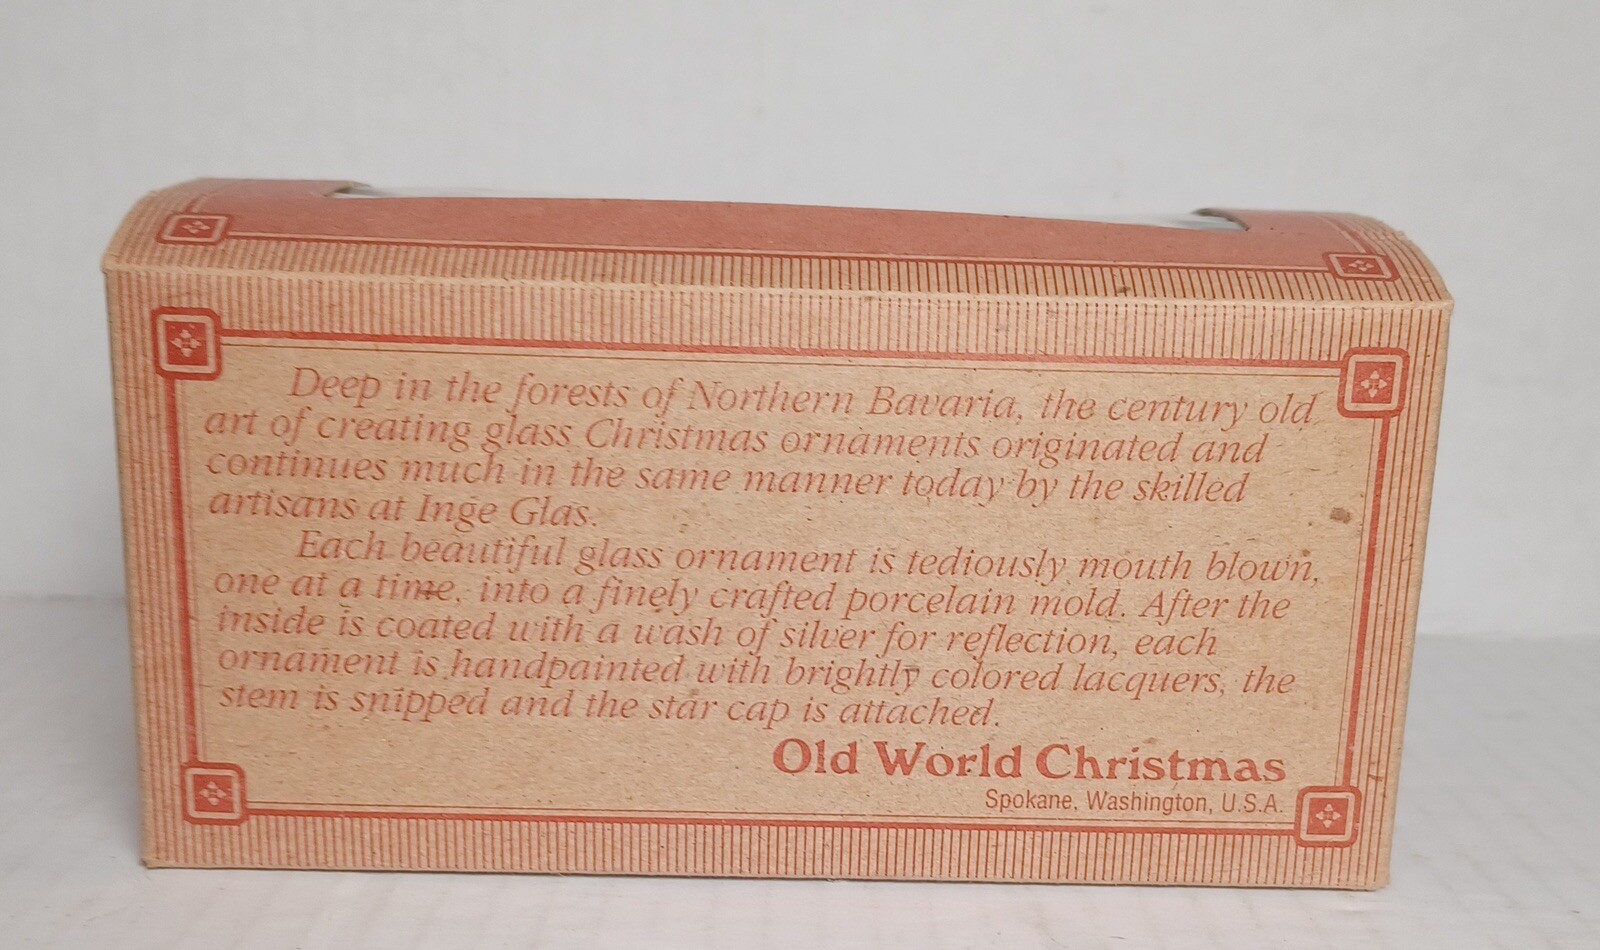 Deep in the forests of Northern Bavaria, the century old
art of creating glass Christmas ornaments originated and
continues much in the same manner today by the skilled
artisans at Inge Glas.
Each beautiful glass ornament is tediously mouth blown,
one at a time, into a finely crafted porcelain mold. After the
inside is coated with a wash of silver for reflection, each
ornament is handpainted with brightly colored lacquers, the
stem is snipped and the star cap is attached.
Old World Christmas
Spokane, Washington, U.S.A.